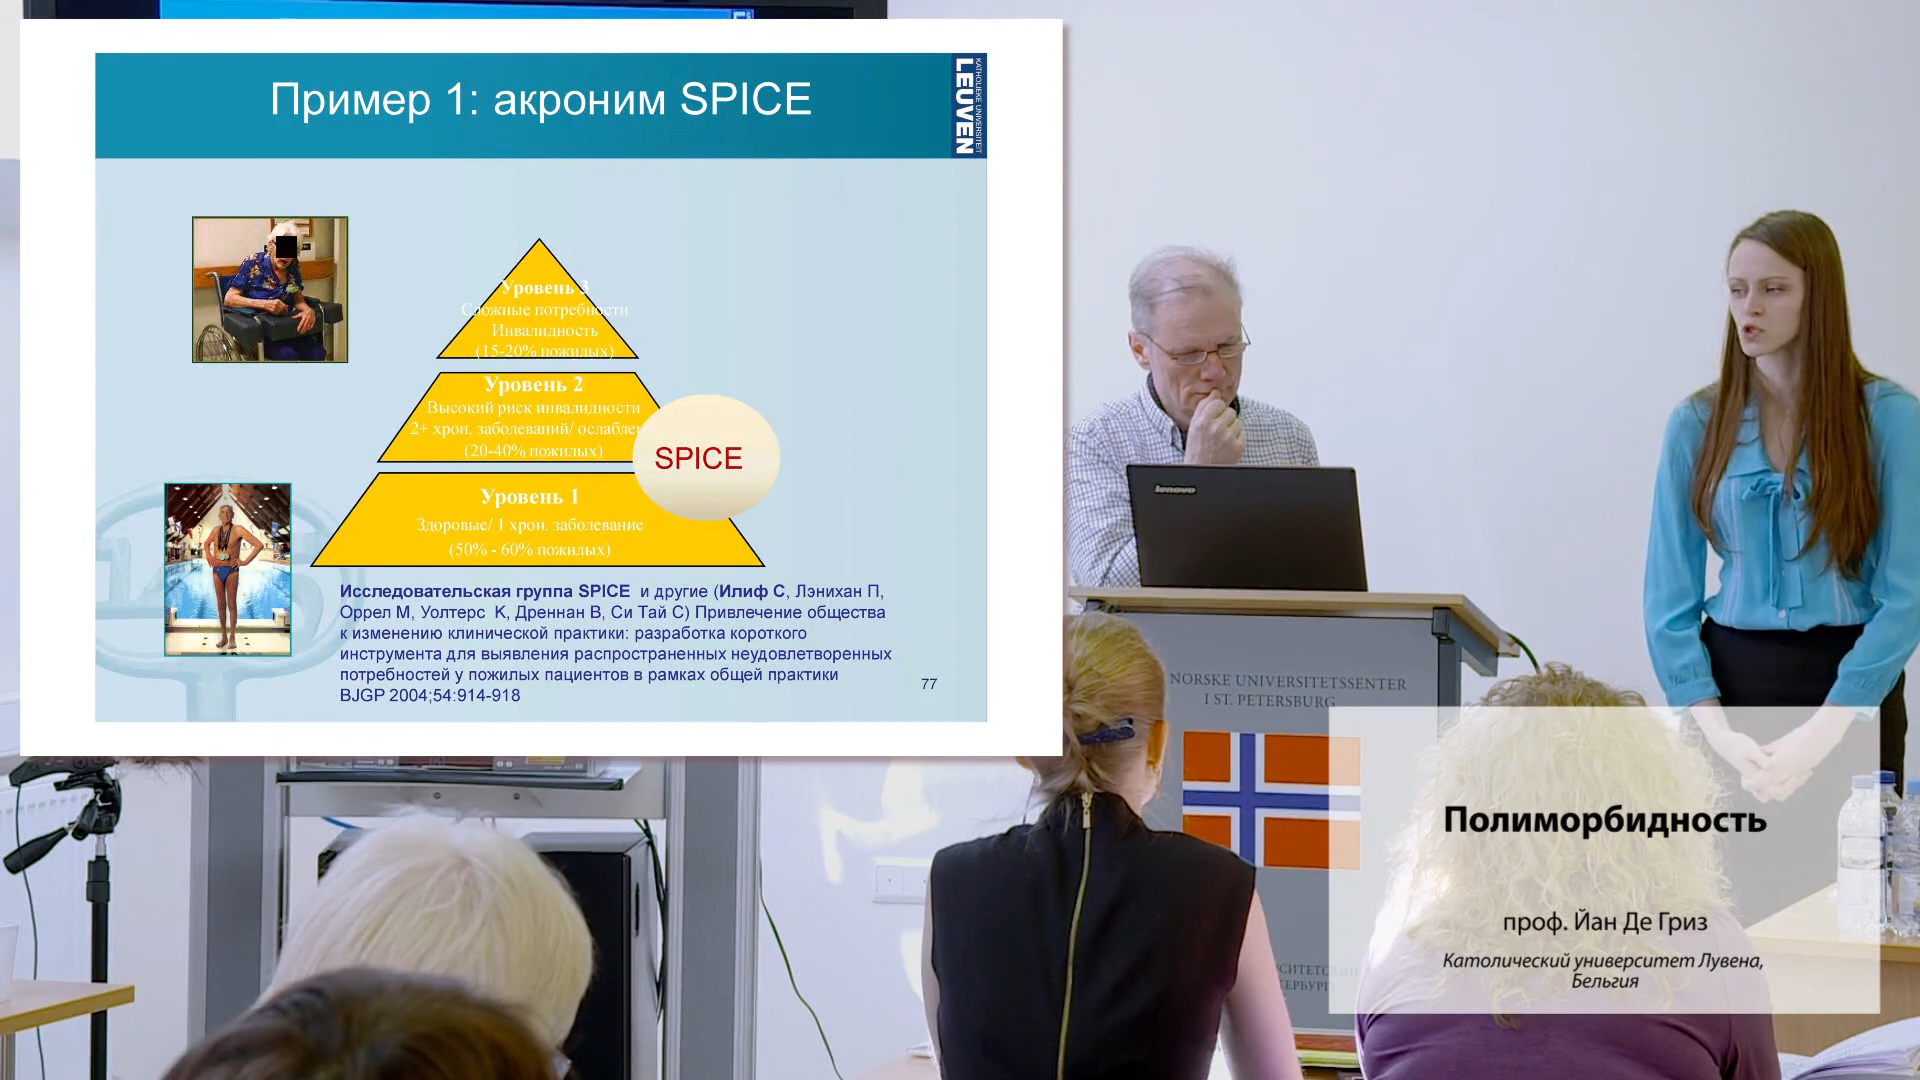 Пример 1: акроним SPICE
KATHOLIEKE UNIVERSITEIT
LEUVEN
Уровень 3
Сложные потребности
Инвалидность
(15-20% пожилых)
Уровень 2
Высокий риск инвалидности
2+ хрон. заболеваний/ ослаблен
(20-40% пожилых)
SPICE
Уровень 1
Здоровые/ 1 хрон. заболевание
(50% - 60% пожилых)
Исследовательская группа SPICE и другие (Илиф С, Лэнихан П,
Оррел М, Уолтерс К, Дреннан В, Си Тай С) Привлечение общества
к изменению клинической практики: разработка короткого
инструмента для выявления распространенных неудовлетворенных
потребностей у пожилых пациентов в рамках общей практики
BJGP 2004;54:914-918
77
lenovo
NORSKE UNIVERSITETSSENTER
I ST. PETERSBURG
Полиморбидность
проф. Йан Де Гриз
Католический университет Лувена,
Бельгия